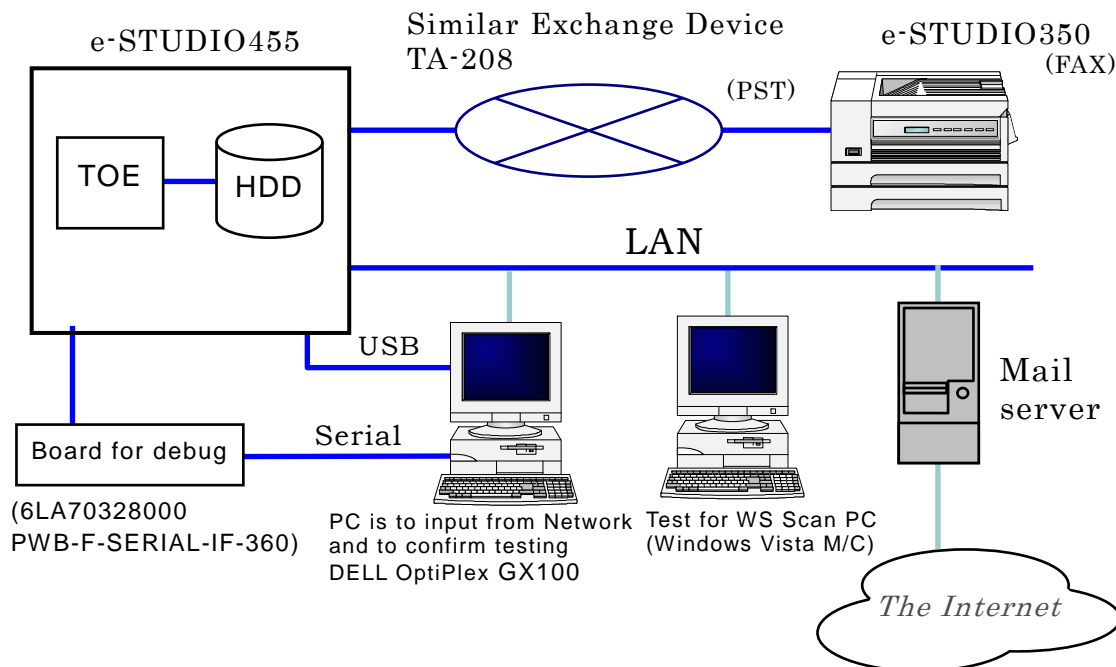 e-STUDIO455
Similar Exchange Device
TA-208
e-STUDIO350
(FAX)
(PST)
TOE
HDD
LAN
USB
Serial
Board for debug
(6LA70328000
PWB-F-SERIAL-IF-360)
PC is to input from Network
and to confirm testing
DELL OptiPlex GX100
Test for WS Scan PC
(Windows Vista M/C)
Mail
server
The Internet